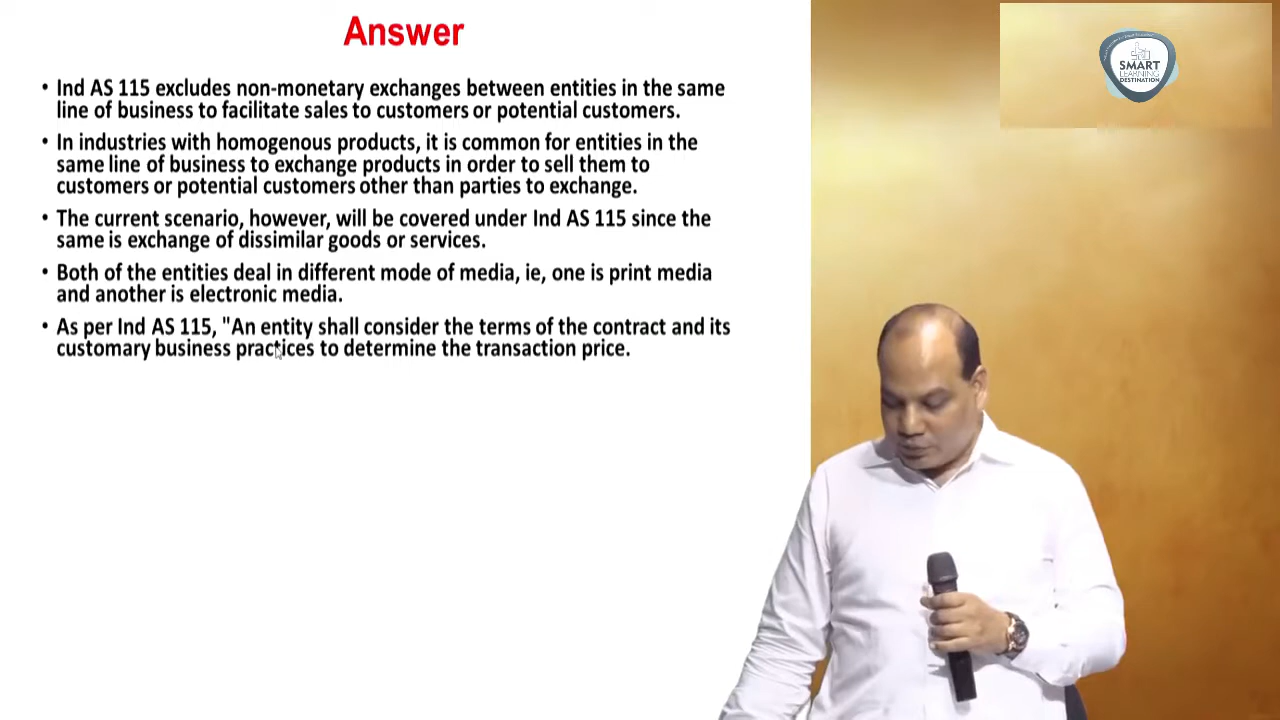 Answer
• Ind AS 115 excludes non-monetary exchanges between entities in the same
line of business to facilitate sales to customers or potential customers.
• In industries with homogenous products, it is common for entities in the
same line of business to exchange products in order to sell them to
customers or potential customers other than parties to exchange.
• The current scenario, however, will be covered under Ind AS 115 since the
same is exchange of dissimilar goods or services.
• Both of the entities deal in different mode of media, ie, one is print media
and another is electronic media.
• As per Ind AS 115, "An entity shall consider the terms of the contract and its
customary business practices to determine the transaction price.
SMART
LEARNING
DESTINATION